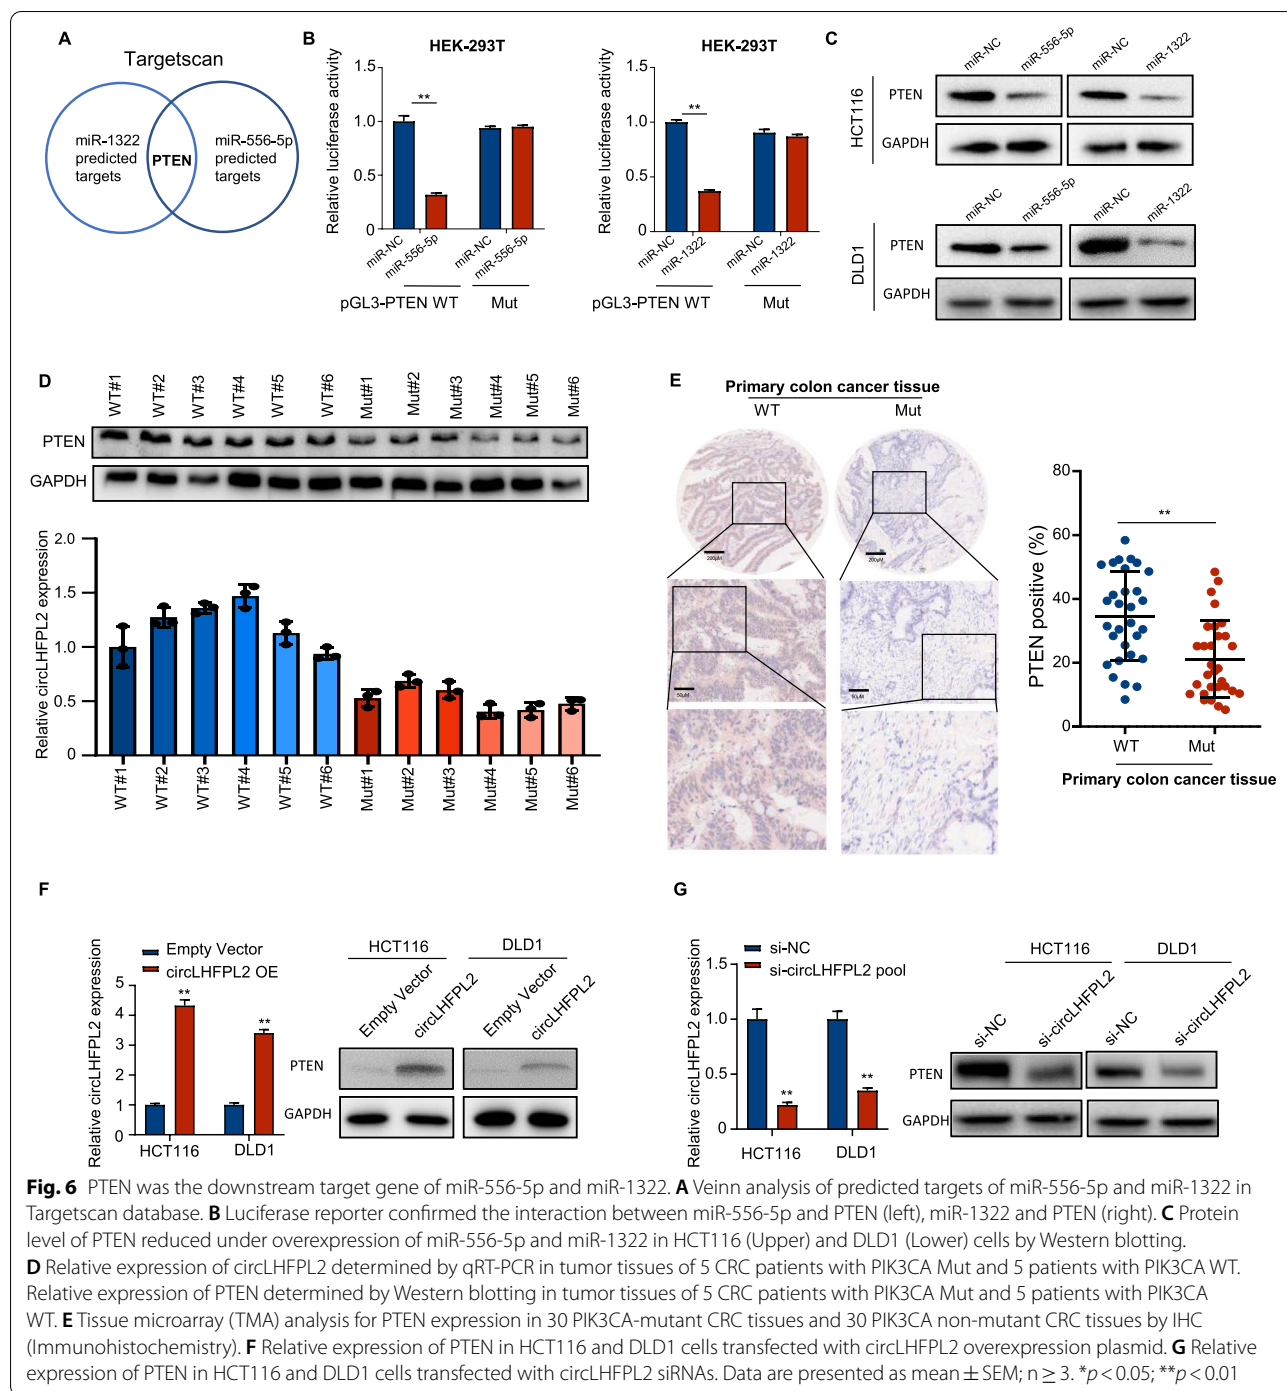 A
Targetscan
miR-1322
predicted
targets
PTEN
miR-556-5p
predicted
targets
B
HEK-293T
Relative luciferase activity
1.5
1.0
0.5
0
**
miR-NC
miR-556-5p
miR-NC
miR-556-5p
pGL3-PTEN WT
Mut
HEK-293T
Relative luciferase activity
1.5
1.0
0.5
0
**
miR-NC
miR-1322
miR-NC
miR-1322
pGL3-PTEN WT
Mut
C
miR-NC
miR-556-5p
miR-NC
miR-1322
HCT116
PTEN
GAPDH
miR-NC
miR-556-5p
miR-NC
miR-1322
DLD1
PTEN
GAPDH
D
WT#1
WT#2
WT#3
WT#4
WT#5
WT#6
Mut#1
Mut#2
Mut#3
Mut#4
Mut#5
Mut#6
PTEN
GAPDH
Relative circLHFPL2 expression
2.0
1.5
1.0
0.5
0
WT#1
WT#2
WT#3
WT#4
WT#5
WT#6
Mut#1
Mut#2
Mut#3
Mut#4
Mut#5
Mut#6
E
Primary colon cancer tissue
WT
Mut
200μM
200μM
50μM
50μM
PTEN positive (%)
80
60
40
20
0
**
WT
Mut
Primary colon cancer tissue
F
Relative circLHFPL2 expression
Empty Vector
circLHFPL2 OE
5
4
3
2
1
0
**
**
HCT116
DLD1
HCT116
DLD1
Empty Vector
circLHFPL2
Empty Vector
circLHFPL2
PTEN
GAPDH
G
Relative circLHFPL2 expression
si-NC
si-circLHFPL2 pool
1.5
1.0
0.5
0
**
**
HCT116
DLD1
HCT116
DLD1
si-NC
si-circLHFPL2
si-NC
si-circLHFPL2
PTEN
GAPDH
Fig. 6 PTEN was the downstream target gene of miR-556-5p and miR-1322. A Veinn analysis of predicted targets of miR-556-5p and miR-1322 in
Targetscan database. B Luciferase reporter confirmed the interaction between miR-556-5p and PTEN (left), miR-1322 and PTEN (right). C Protein
level of PTEN reduced under overexpression of miR-556-5p and miR-1322 in HCT116 (Upper) and DLD1 (Lower) cells by Western blotting.
D Relative expression of circLHFPL2 determined by qRT-PCR in tumor tissues of 5 CRC patients with PIK3CA Mut and 5 patients with PIK3CA WT.
Relative expression of PTEN determined by Western blotting in tumor tissues of 5 CRC patients with PIK3CA Mut and 5 patients with PIK3CA
WT. E Tissue microarray (TMA) analysis for PTEN expression in 30 PIK3CA-mutant CRC tissues and 30 PIK3CA non-mutant CRC tissues by IHC
(Immunohistochemistry). F Relative expression of PTEN in HCT116 and DLD1 cells transfected with circLHFPL2 overexpression plasmid. G Relative
expression of PTEN in HCT116 and DLD1 cells transfected with circLHFPL2 siRNAs. Data are presented as mean ± SEM; n ≥ 3. *p < 0.05; **p < 0.01